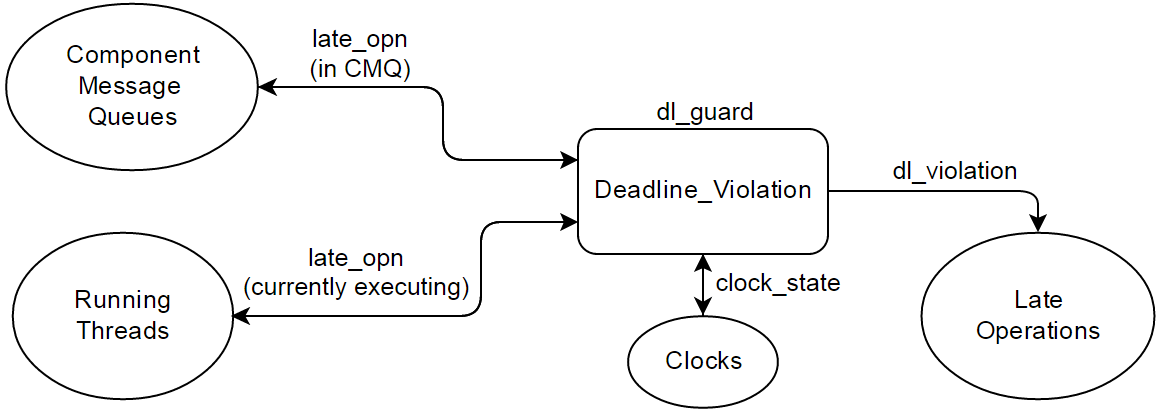 Component
Message
Queues
late_opn
(in CMQ)
dl_guard
Deadline_Violation
dl_violation
Running
Threads
late_opn
(currently executing)
clock_state
Clocks
Late
Operations